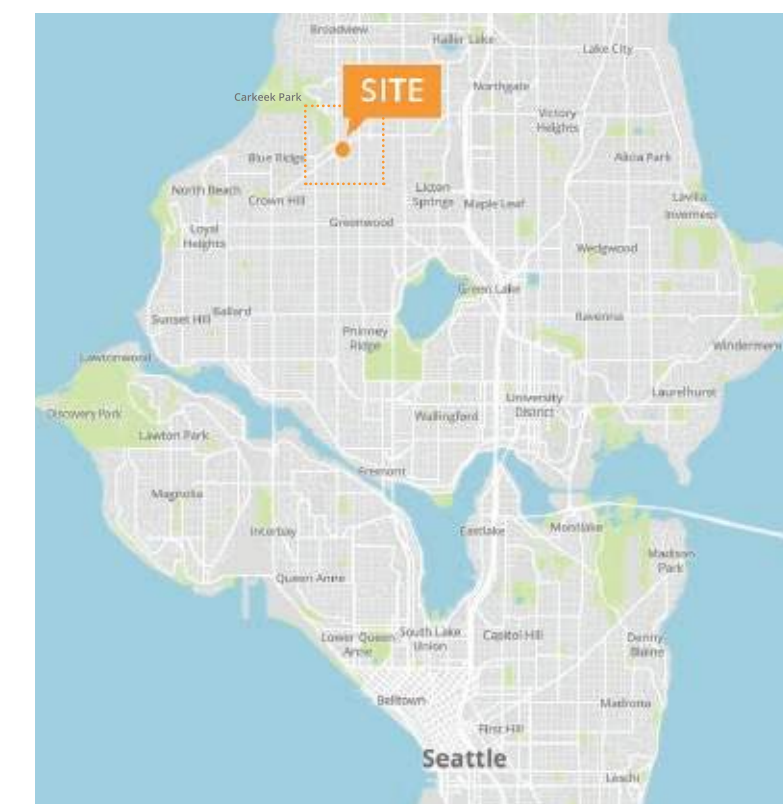 Broadview
Haller Lake
Lake City
Carkeek Park
SITE
Northgate
Victory
Heights
Blue Ridge
Alicia Park
North Beach
Crown Hill
Licton
Springs
Maple Leaf
Lavilla
Inverness
Greenwood
Loyal
Heights
Wedgwood
Green Lake
Sunset Hill
Ballard
Ravenna
Phinney
Ridge
Windermere
Lawtonwood
Laurelhurst
University
District
Discovery Park
Wallingford
Lawton Park
Fremont
Magnolia
Interbay
Eastlake
Montlake
Madison
Park
Queen Anne
Lower Queen
Anne
South Lake
Union
Capitol Hill
Denny
Blaine
Belltown
Madrona
First Hill
Seattle
Leschi